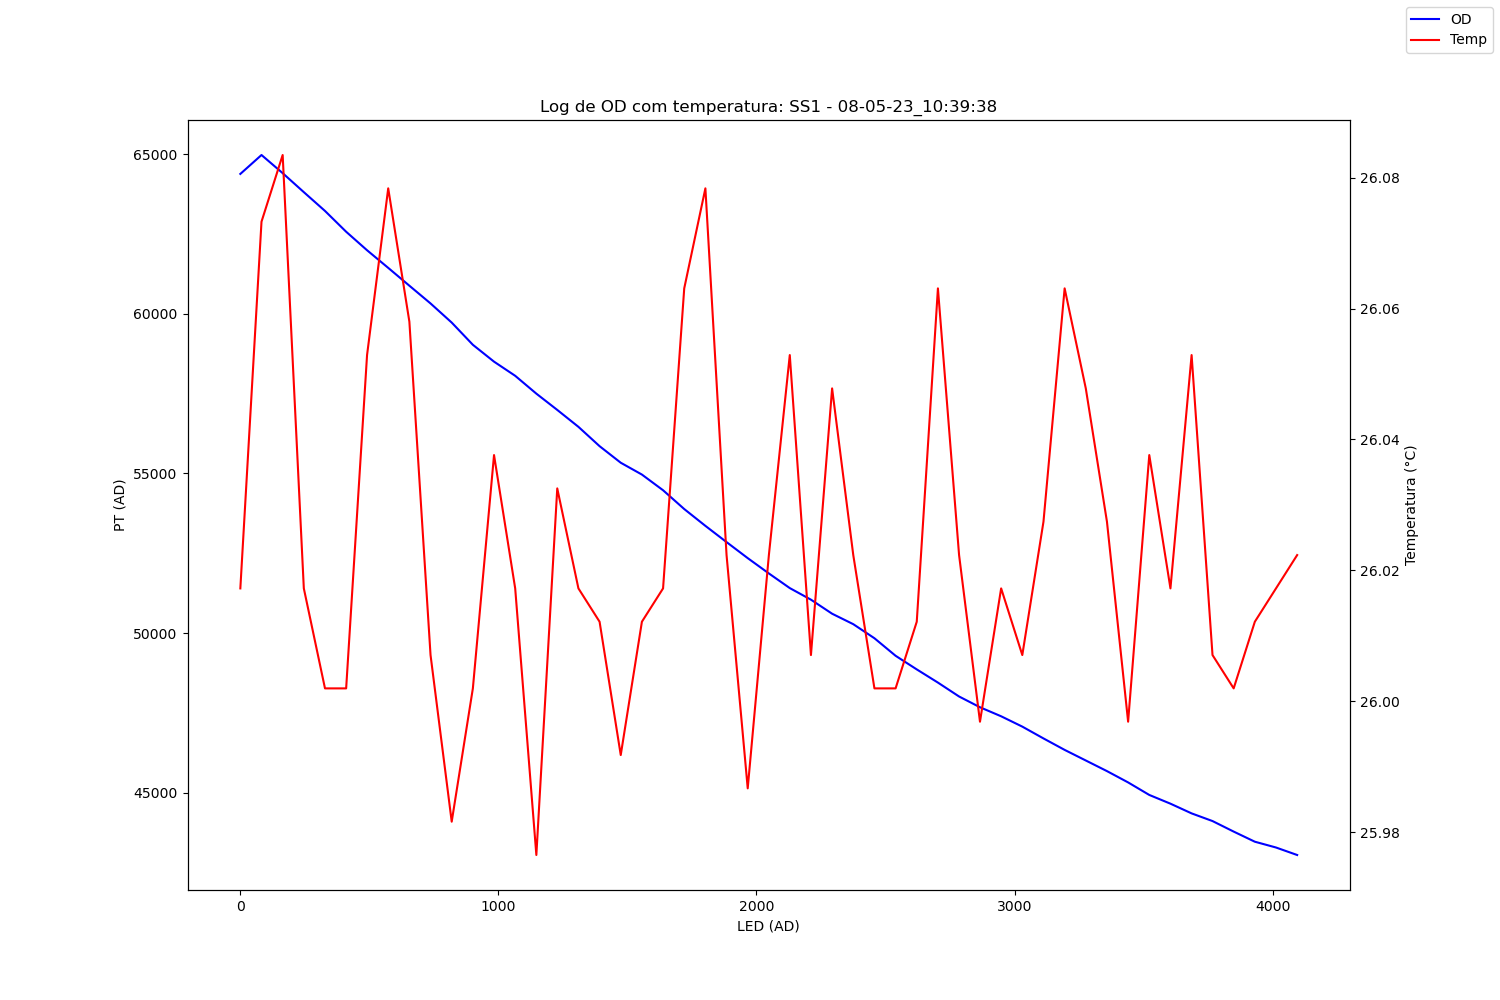 OD
Temp
Log de OD com temperatura: SS1 - 08-05-23_10:39:38
65000
60000
55000
50000
45000
PT (AD)
26.08
26.06
26.04
26.02
26.00
25.98
Temperatura (°C)
0 1000 2000 3000 4000
LED (AD)